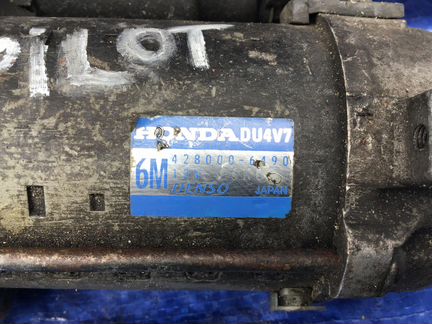 PILOT
HONDA DU4V7
6M 428000-6490
DENSO JAPAN